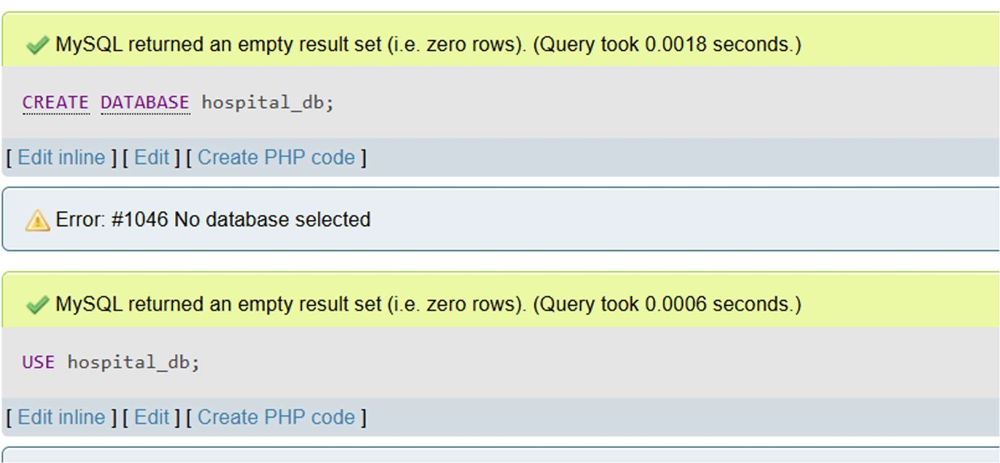 MySQL returned an empty result set (i.e. zero rows). (Query took 0.0018 seconds.)
CREATE DATABASE hospital_db;
[ Edit inline ] [ Edit ] [ Create PHP code ]
Error: #1046 No database selected
MySQL returned an empty result set (i.e. zero rows). (Query took 0.0006 seconds.)
USE hospital_db;
[ Edit inline ] [ Edit ] [ Create PHP code ]